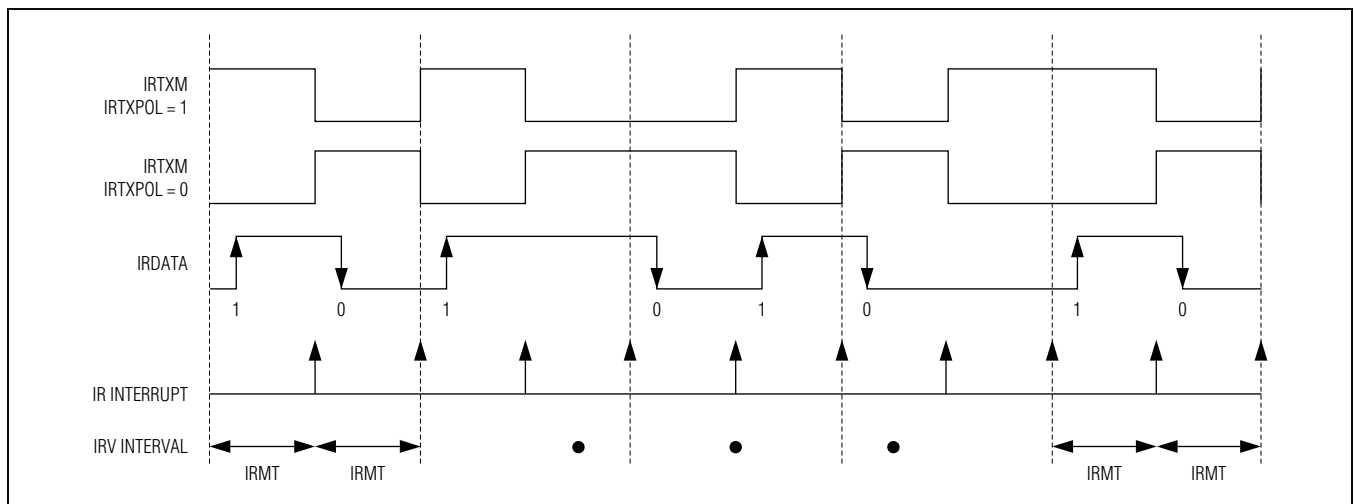 IRTXM
IRTXPOL = 1
IRTXM
IRTXPOL = 0
IRDATA
1 0 1 0 1 0 1 0
IR INTERRUPT
IRV INTERVAL
IRMT IRMT IRMT IRMT